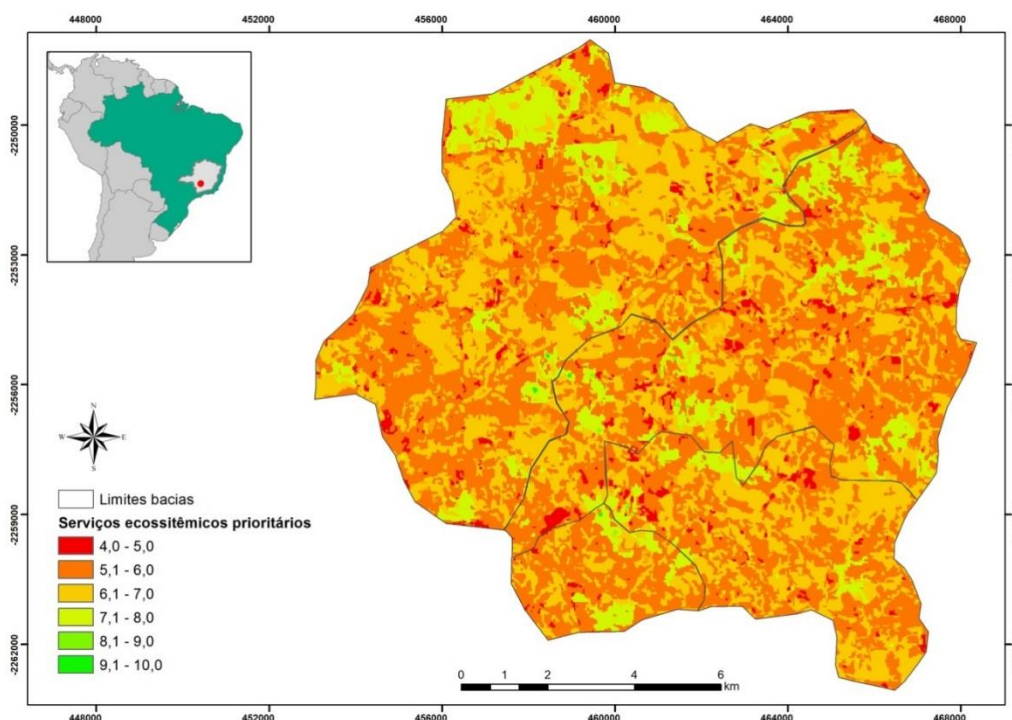 448000 452000 456000 460000 464000 468000
-2250000
-2253000
-2256000
-2259000
-2262000
N
W E
S
Limites bacias
Serviços ecossitêmicos prioritários
4,0 - 5,0
5,1 - 6,0
6,1 - 7,0
7,1 - 8,0
8,1 - 9,0
9,1 - 10,0
0 1 2 4 6
km
448000 452000 456000 460000 464000 468000